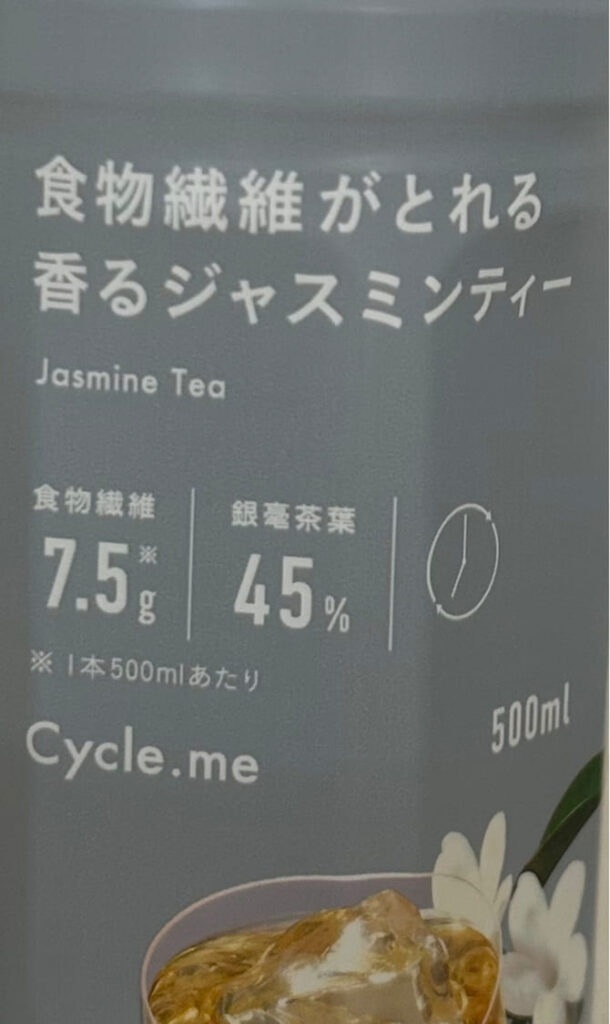 食物繊維がとれる
香るジャスミンティー
Jasmine Tea
食物繊維
7.5g※
銀毫茶葉
45%
※1本500mlあたり
500ml
Cycle.me